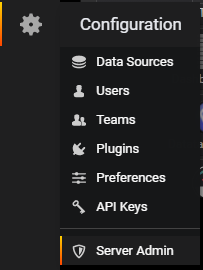 Configuration
Data Sources
Users
Teams
Plugins
Preferences
API Keys
Server Admin